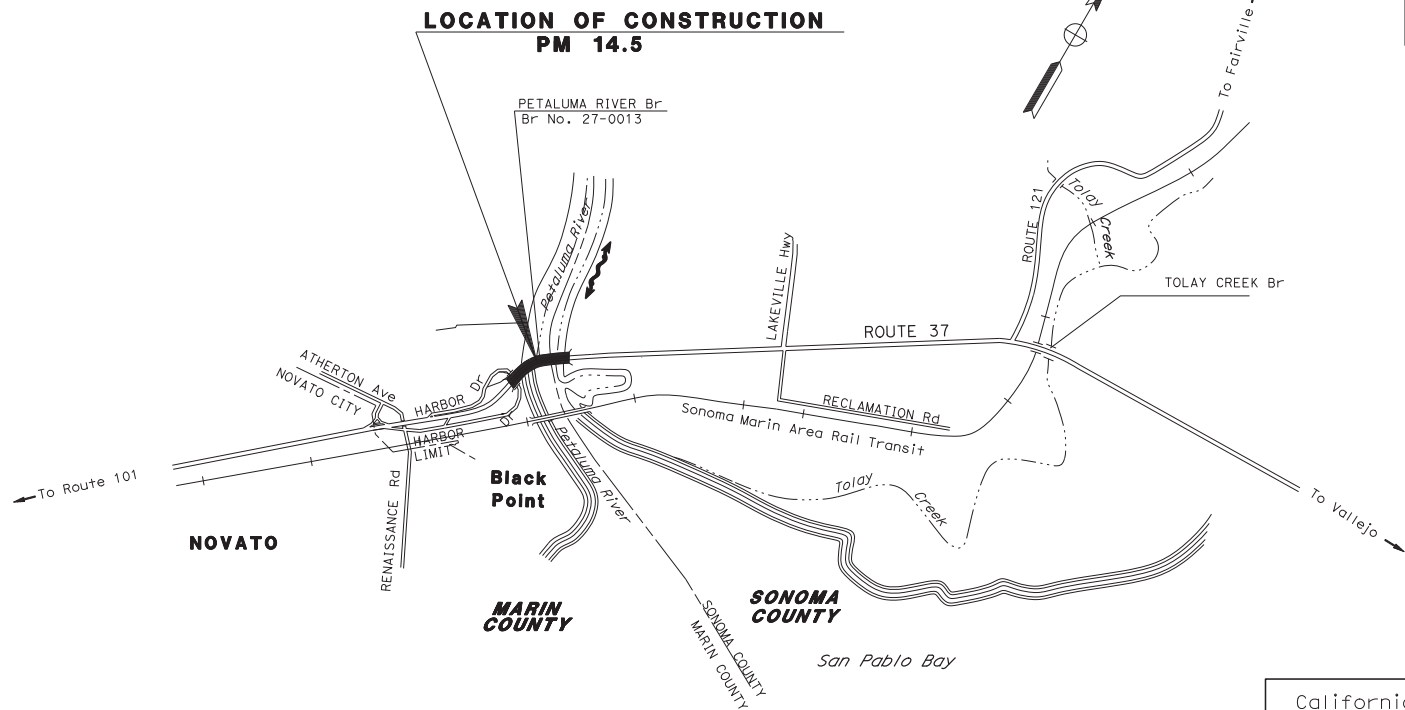 LOCATION OF CONSTRUCTION
PM 14.5
To Fairville
PETALUMA RIVER Br
Br No. 27-0013
Petaluma River
ROUTE 121
Tolay
Creek
LAKEVILLE Hwy
TOLAY CREEK Br
ROUTE 37
ATHERTON Ave
NOVATO CITY
HARBOR Dr
HARBOR Dr
LIMIT
RECLAMATION Rd
Sonoma Marin Area Rail Transit
Petaluma River
Black
Point
To Route 101
RENAISSANCE Rd
Tolay
Creek
To Vallejo
NOVATO
MARIN
COUNTY
SONOMA
COUNTY
SONOMA COUNTY
MARIN COUNTY
San Pablo Bay
California